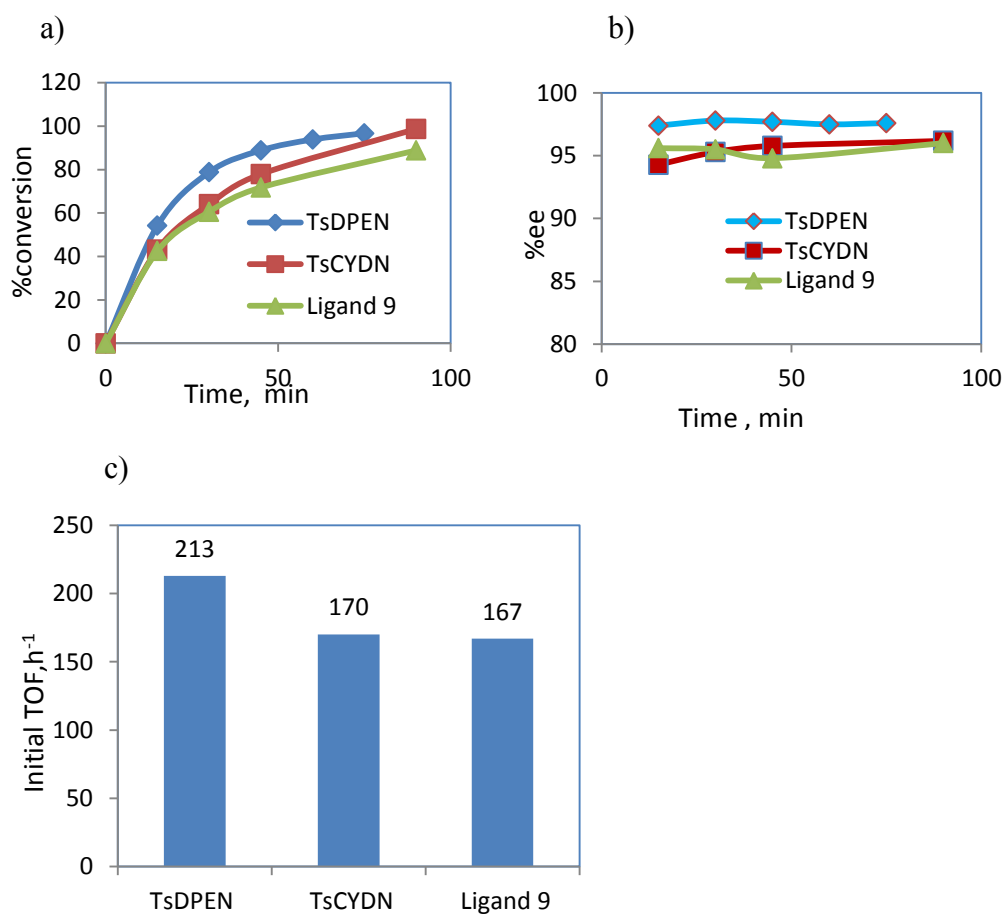 a)
120
100
80
60
40
20
0
%conversion
TsDPEN
TsCYDN
Ligand 9
0
50
100
Time, min
b)
100
95
90
85
80
%ee
TsDPEN
TsCYDN
Ligand 9
0
50
100
Time , min
c)
250
200
150
100
50
0
Initial TOF,h-1
213
170
167
TsDPEN
TsCYDN
Ligand 9